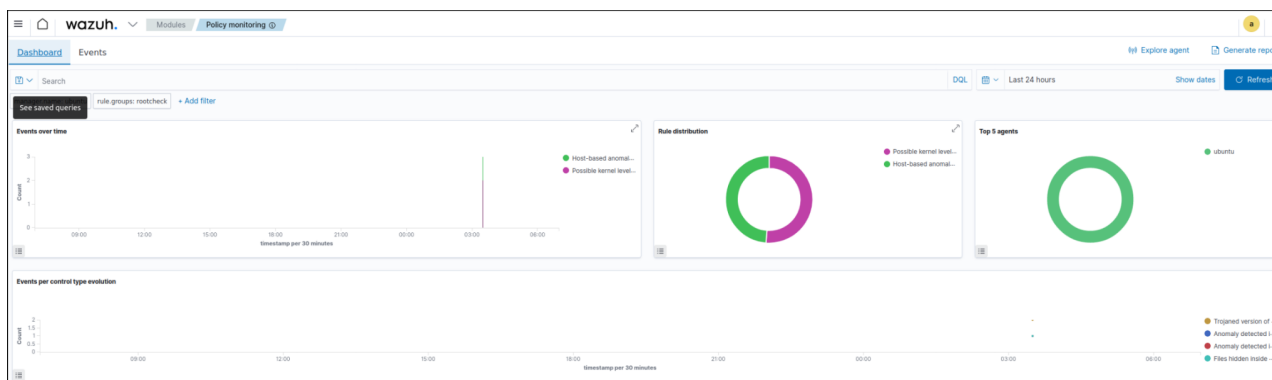 wazuh. Modules Policy monitoring a
Dashboard Events Explore agent Generate repo
Search DQL Last 24 hours Show dates Refresh
See saved queries rule.groups: rootcheck + Add filter
Events over time
Count
3
2
1
0
09:00 12:00 15:00 18:00 21:00 00:00 03:00 06:00
timestamp per 30 minutes
Host-based anomal...
Possible kernel level...
Rule distribution
Possible kernel level...
Host-based anomal...
Top 5 agents
ubuntu
Events per control type evolution
Count
2
1.5
1
0.5
0
09:00 12:00 15:00 18:00 21:00 00:00 03:00 06:00
timestamp per 30 minutes
Trojaned version of
Anomaly detected i
Anomaly detected i
Files hidden inside